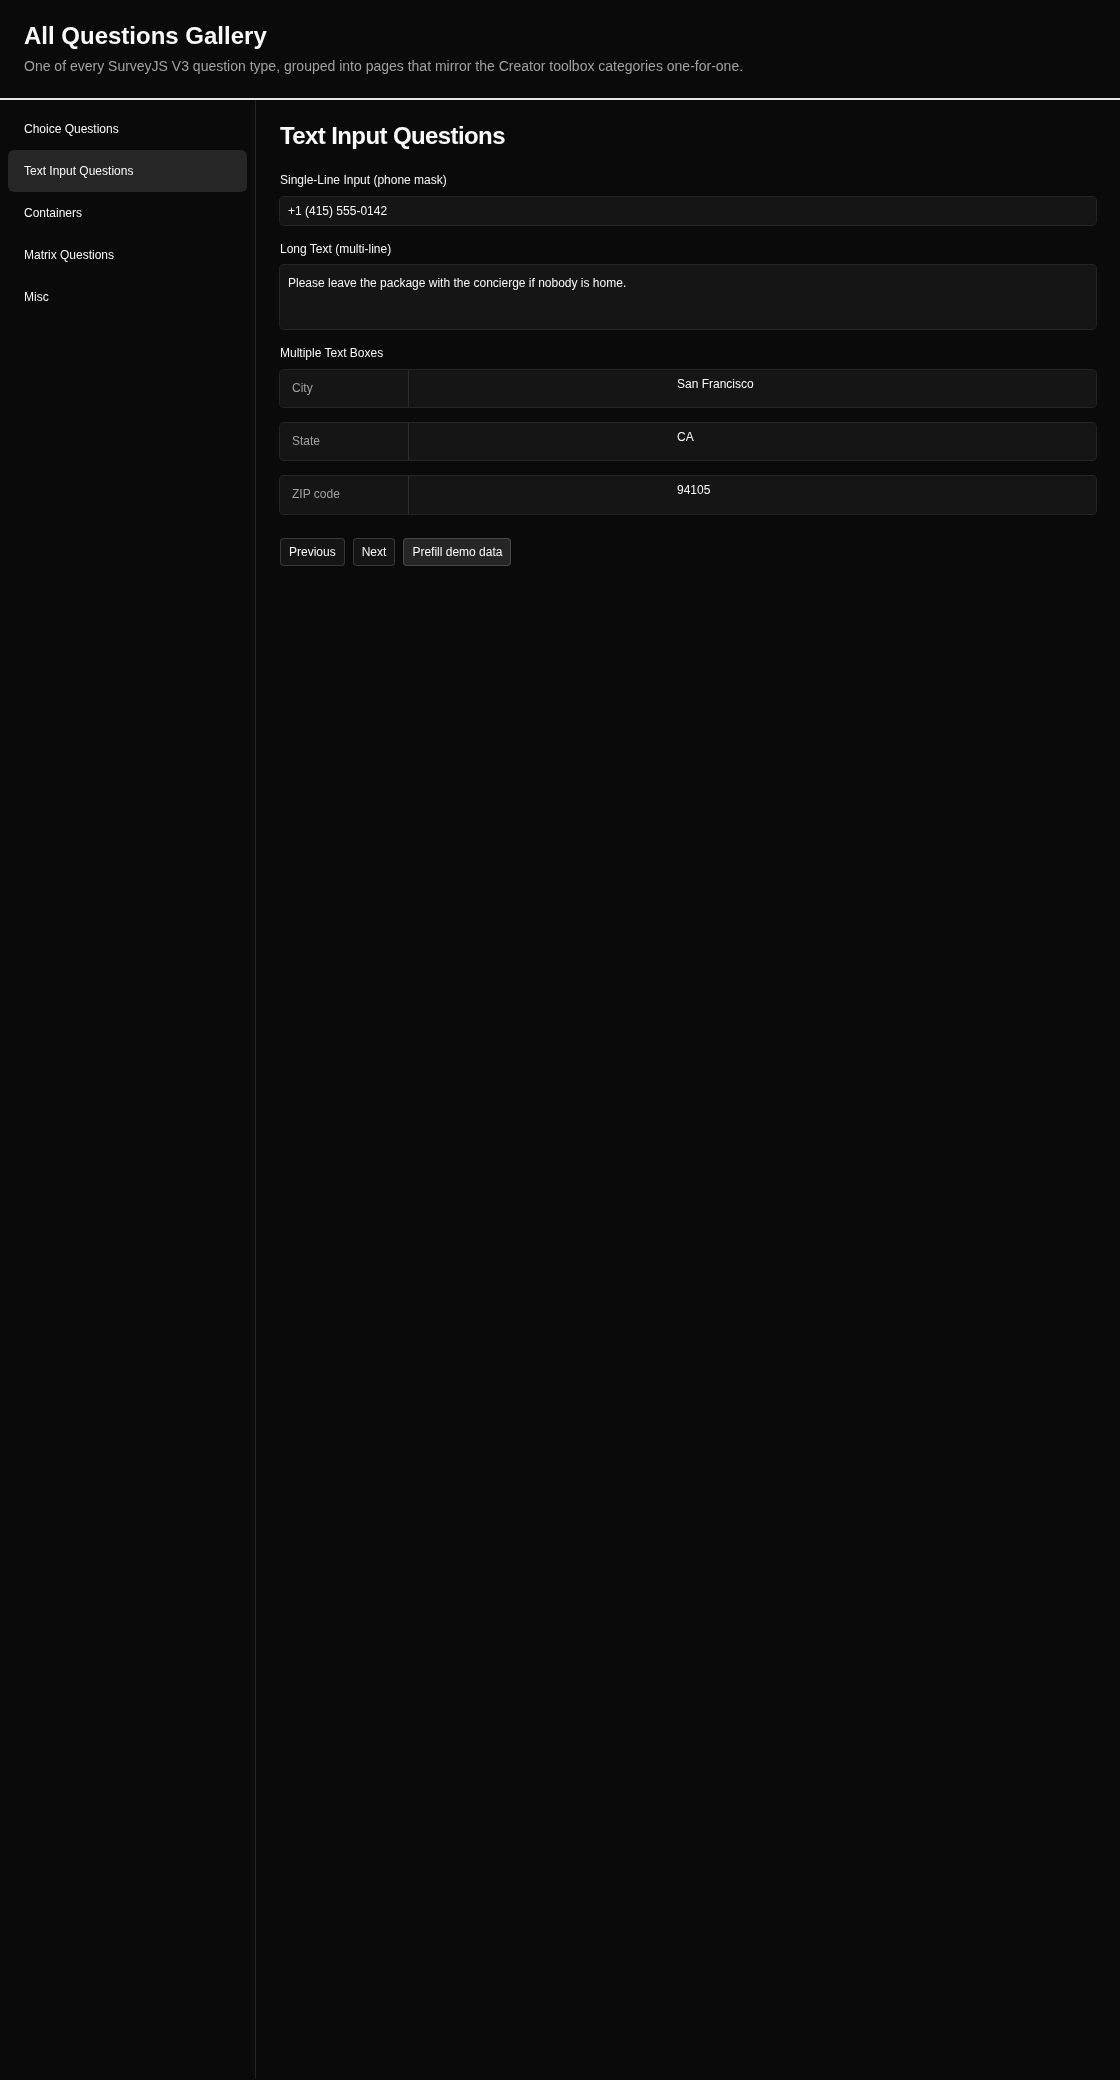 All Questions Gallery
One of every SurveyJS V3 question type, grouped into pages that mirror the Creator toolbox categories one-for-one.
Choice Questions
Text Input Questions
Containers
Matrix Questions
Misc
Text Input Questions
Single-Line Input (phone mask)
+1 (415) 555-0142
Long Text (multi-line)
Please leave the package with the concierge if nobody is home.
Multiple Text Boxes
City San Francisco
State CA
ZIP code 94105
Previous Next Prefill demo data